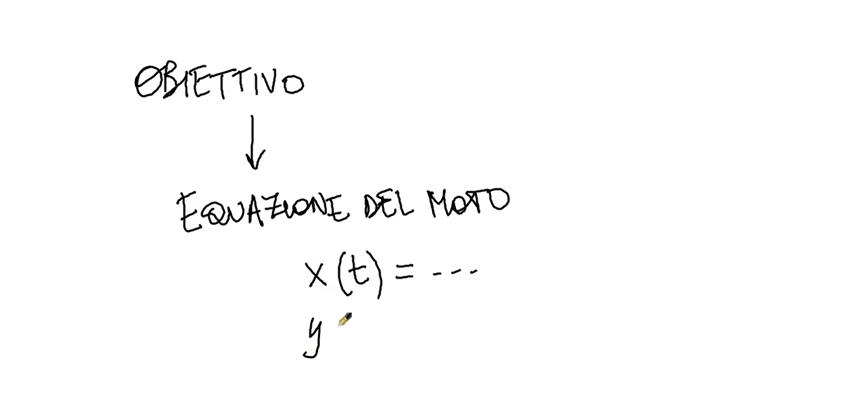 OBIETTIVO
↓
EQUAZIONE DEL MOTO
x(t) = ---
y